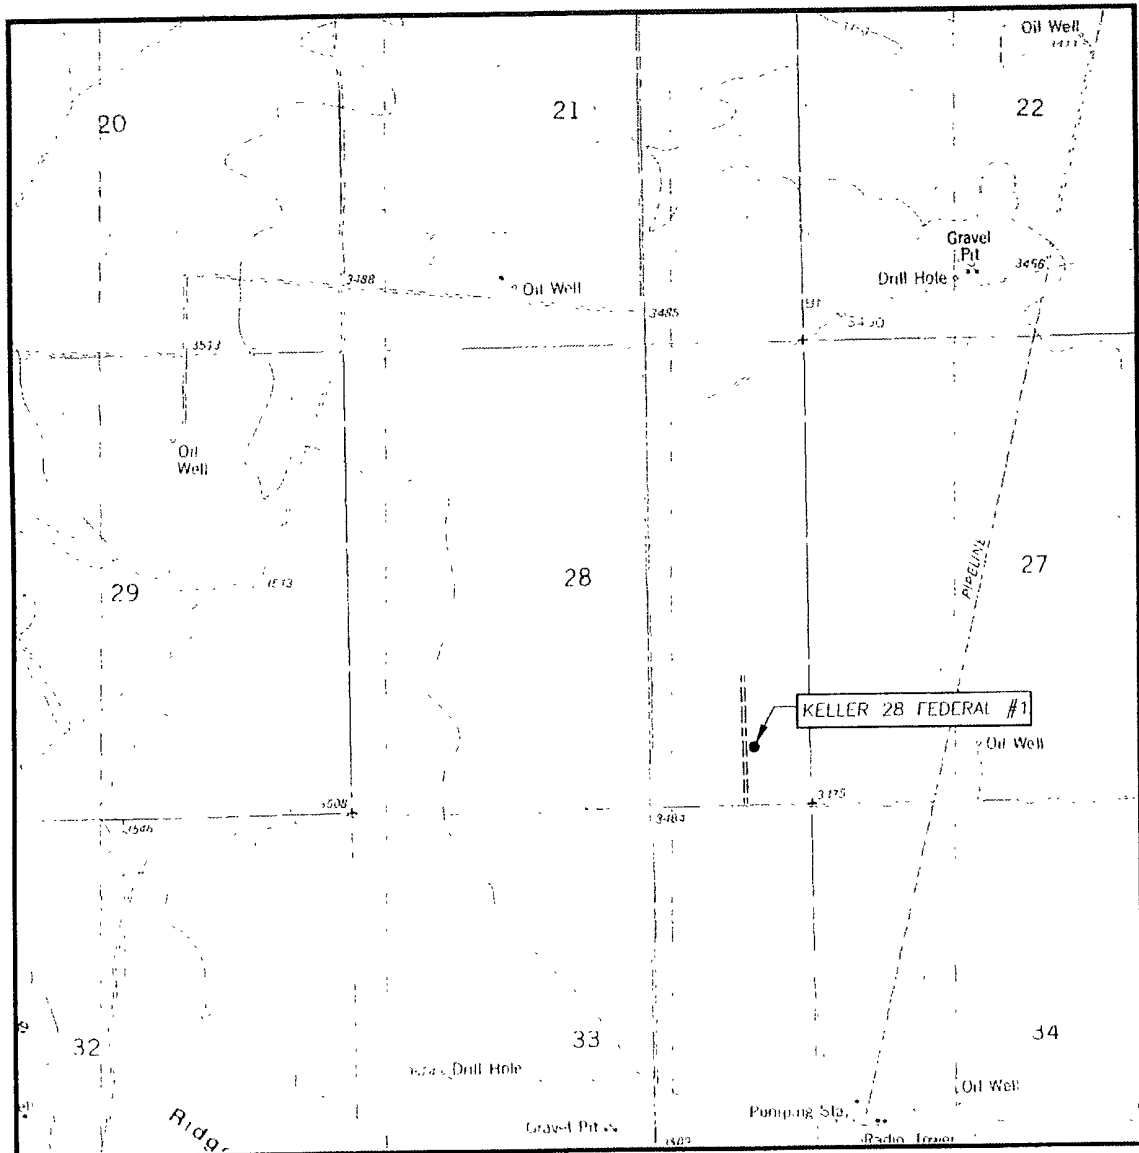 Oil Well
20
21
22
Gravel
Pit
Drill Hole
3456
3488
Oil Well
3485
3513
Oil
Well
PIPELINE
29
28
27
KELLER 28 FEDERAL #1
Oil Well
3508
3475
3546
3484
32
33
34
Drill Hole
Oil Well
Pumping Sta.
Gravel Pit
Radio Tower